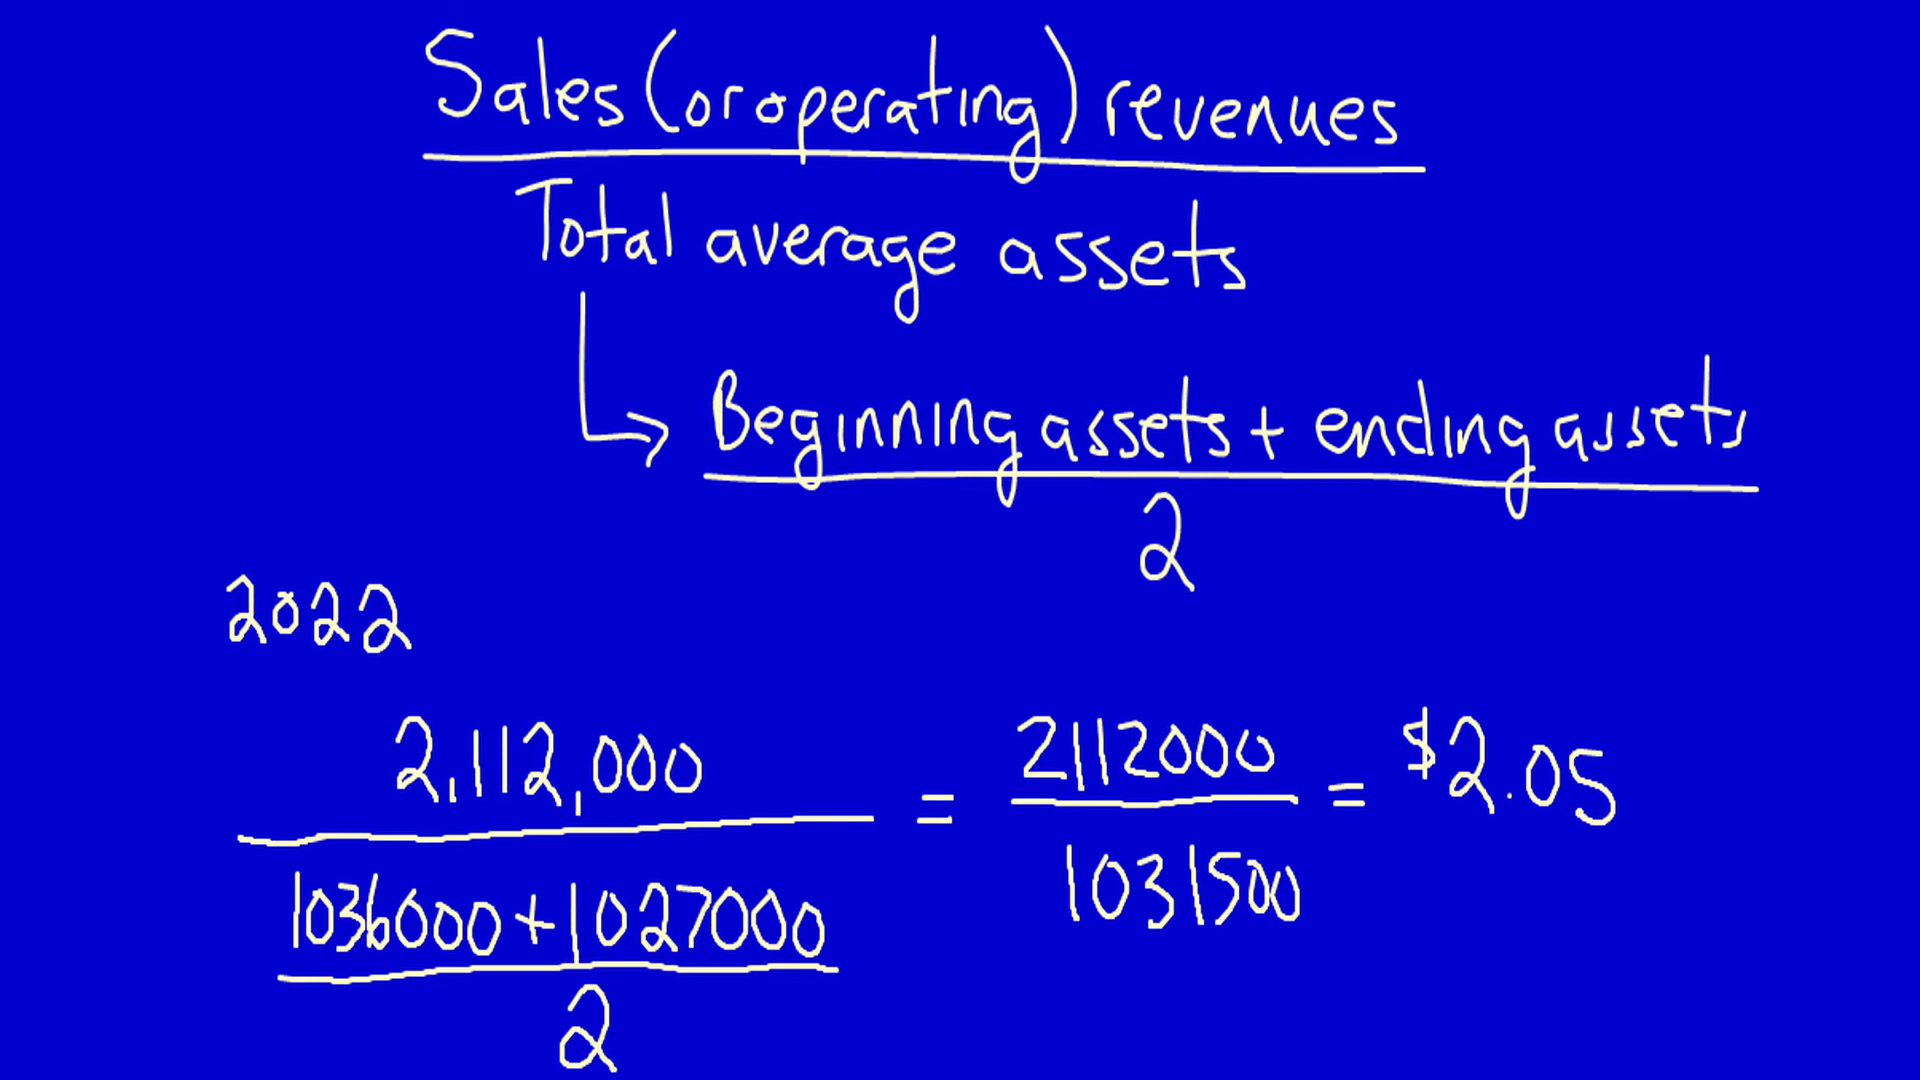 Sales (or operating) revenues
Total average assets
Beginning assets + ending assets
2
2022
2,112,000
1036000 + 1027000
2
=
2112000
1031500
= $2.05